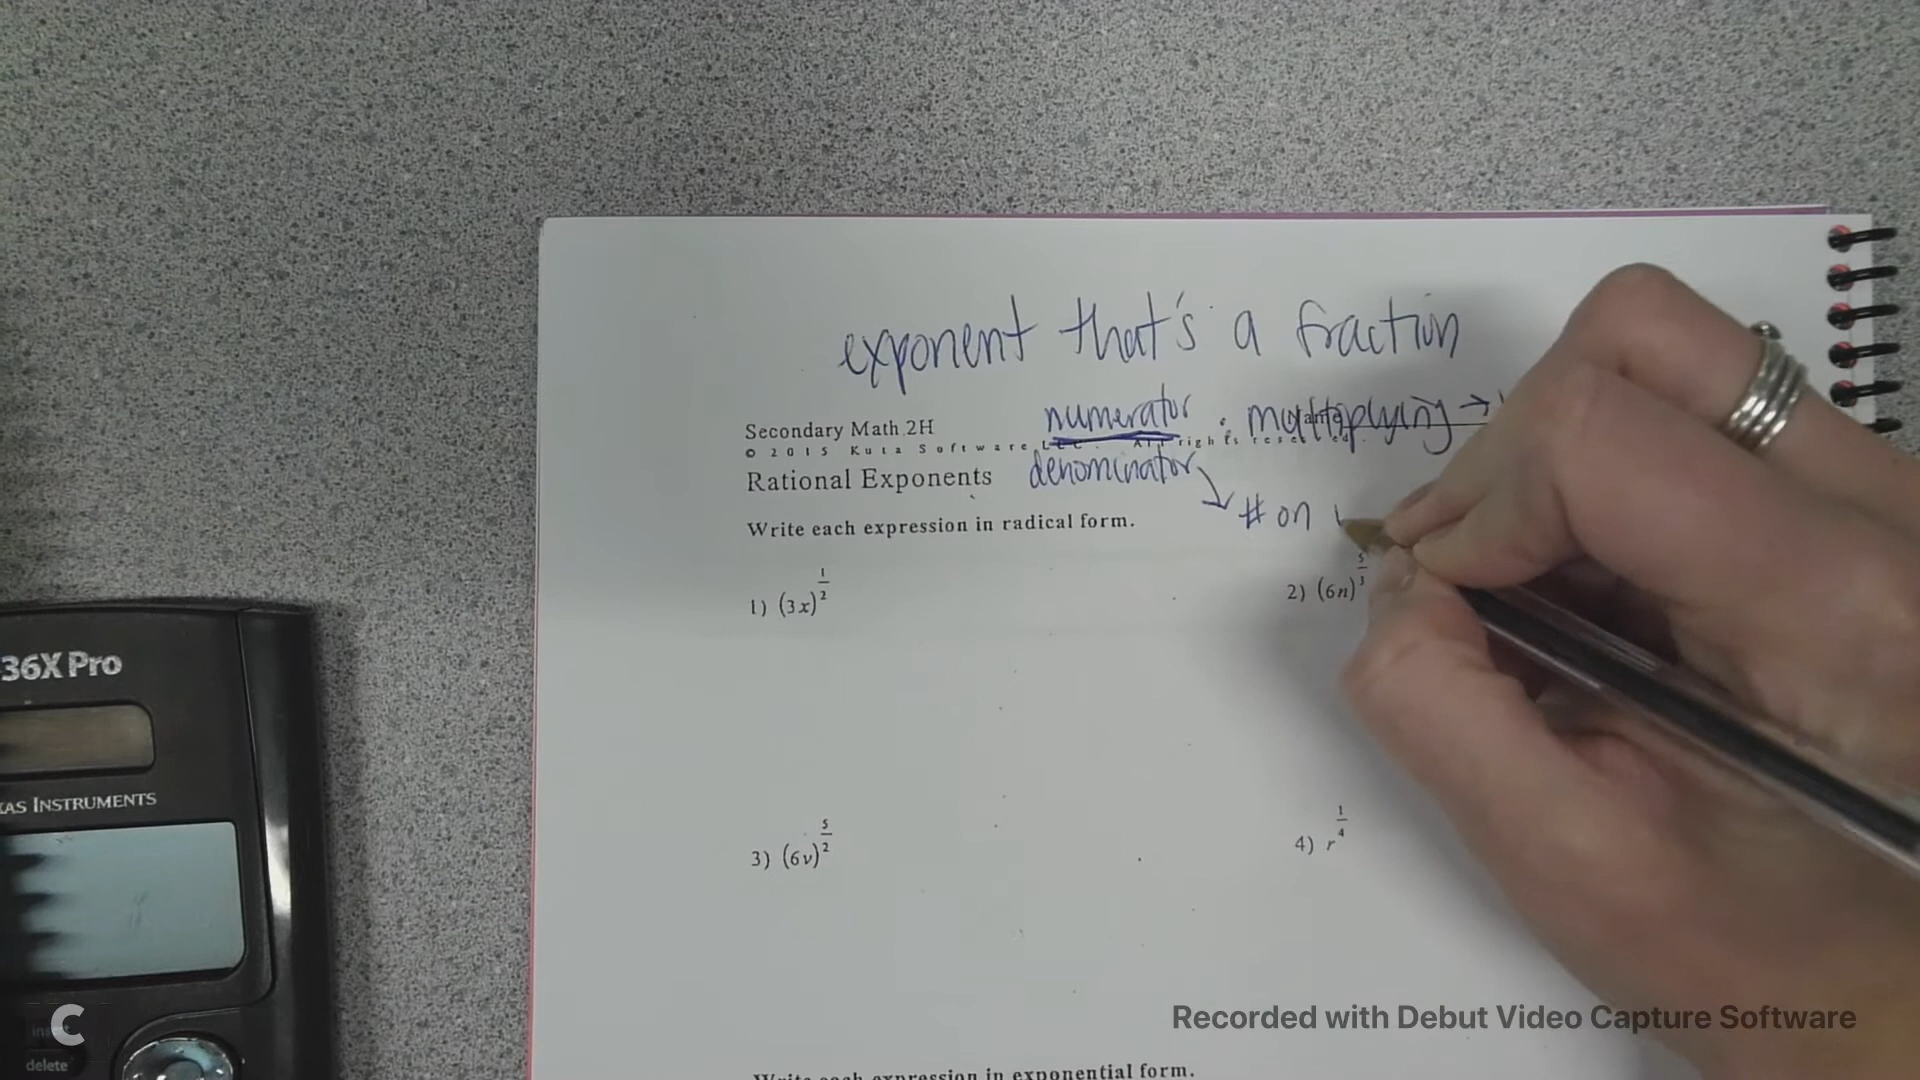 exponent that's a fraction
Secondary Math 2H
numerator : multiplying →
© 2015 Kuta Software LLC. All rights reserved.
Rational Exponents
denominator
→ # on
Write each expression in radical form.
1) (3x)^(1/2)
2) (6n)^(5/3)
3) (6v)^(5/2)
4) r^(1/4)
Write each expression in exponential form.
36X Pro
TEXAS INSTRUMENTS
delete
C
Recorded with Debut Video Capture Software